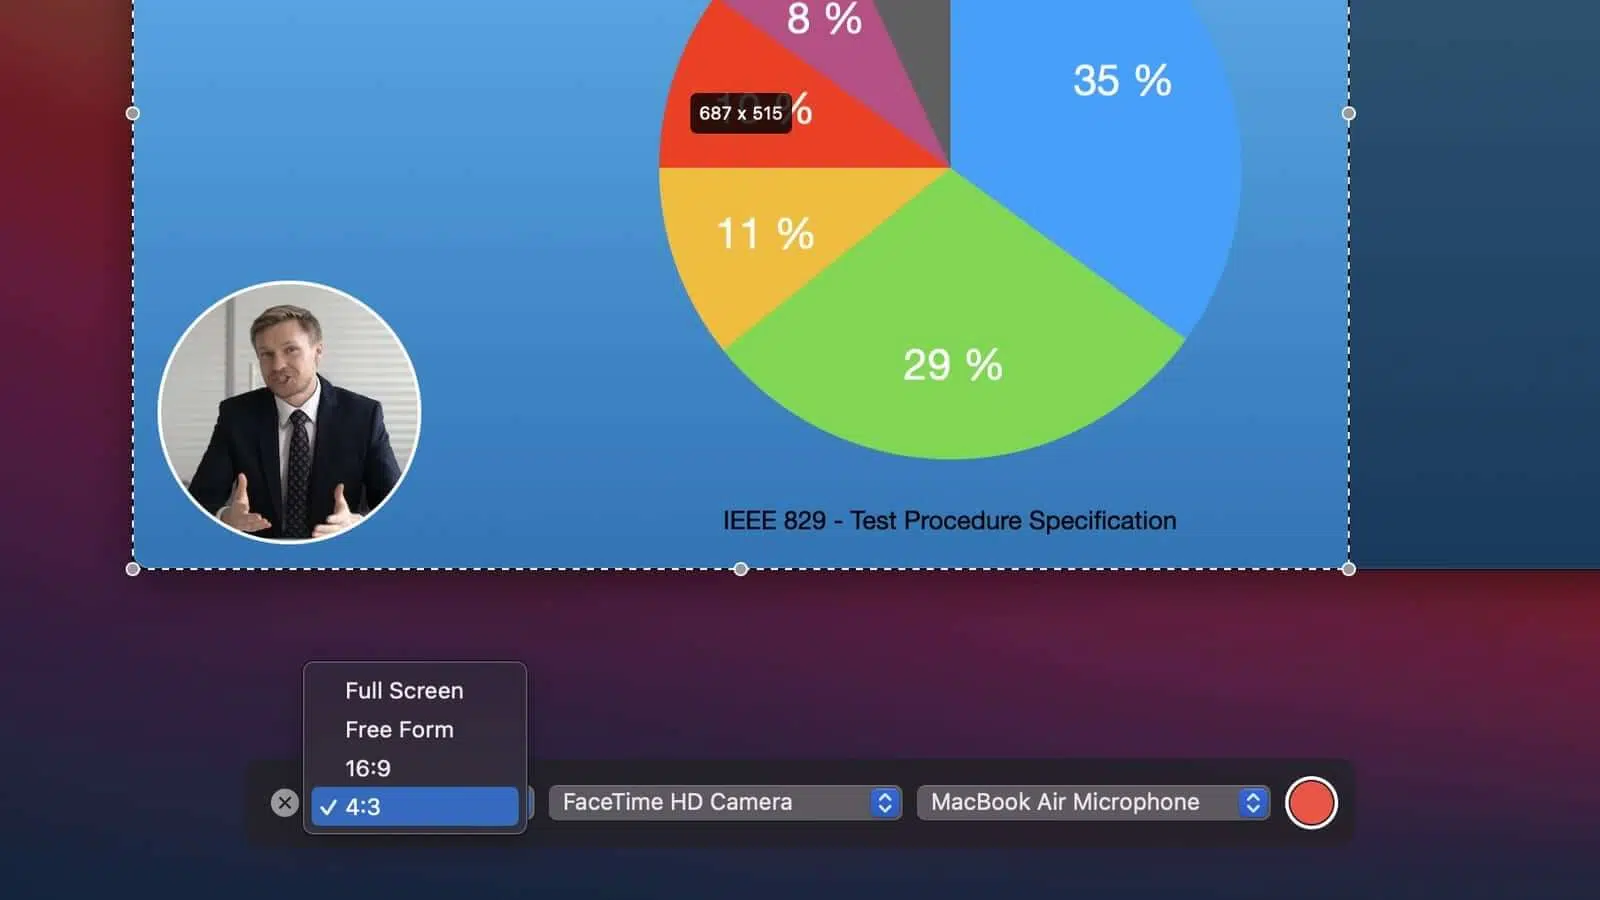 8 %
35 %
687 x 515
%
11 %
29 %
IEEE 829 - Test Procedure Specification
Full Screen
Free Form
16:9
4:3
FaceTime HD Camera
MacBook Air Microphone